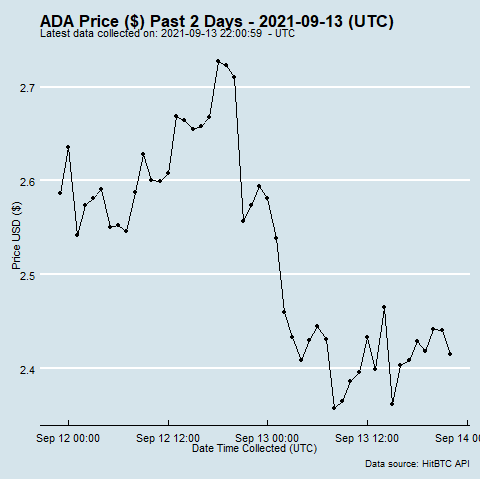 ADA Price ($) Past 2 Days - 2021-09-13 (UTC)
Latest data collected on: 2021-09-13 22:00:59 - UTC
2.7
2.6
2.5
2.4
Price USD ($)
Sep 12 00:00 Sep 12 12:00 Sep 13 00:00 Sep 13 12:00 Sep 14 00
Date Time Collected (UTC)
Data source: HitBTC API